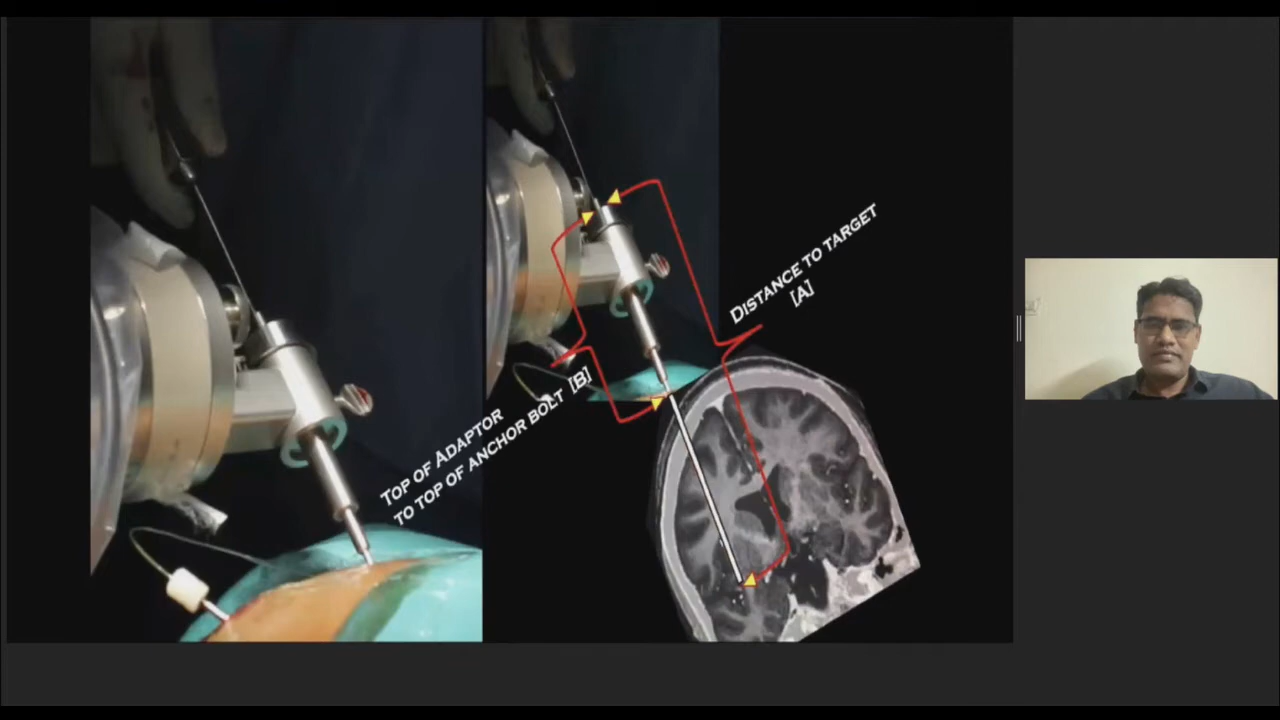 TOP OF ADAPTOR
TO TOP OF ANCHOR BOLT [B]
DISTANCE TO TARGET
[A]